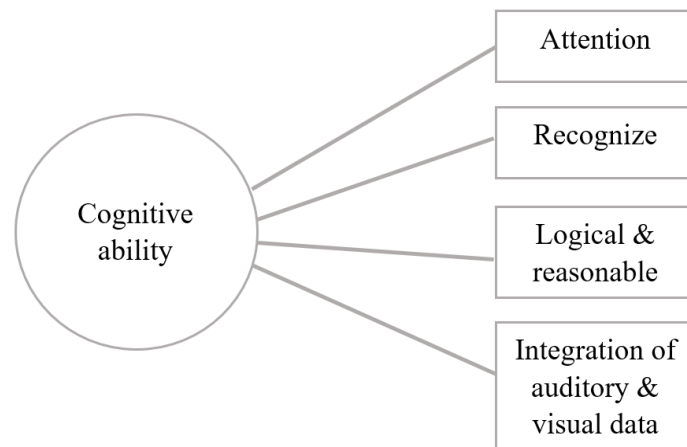 Cognitive
ability
Attention
Recognize
Logical &
reasonable
Integration of
auditory &
visual data